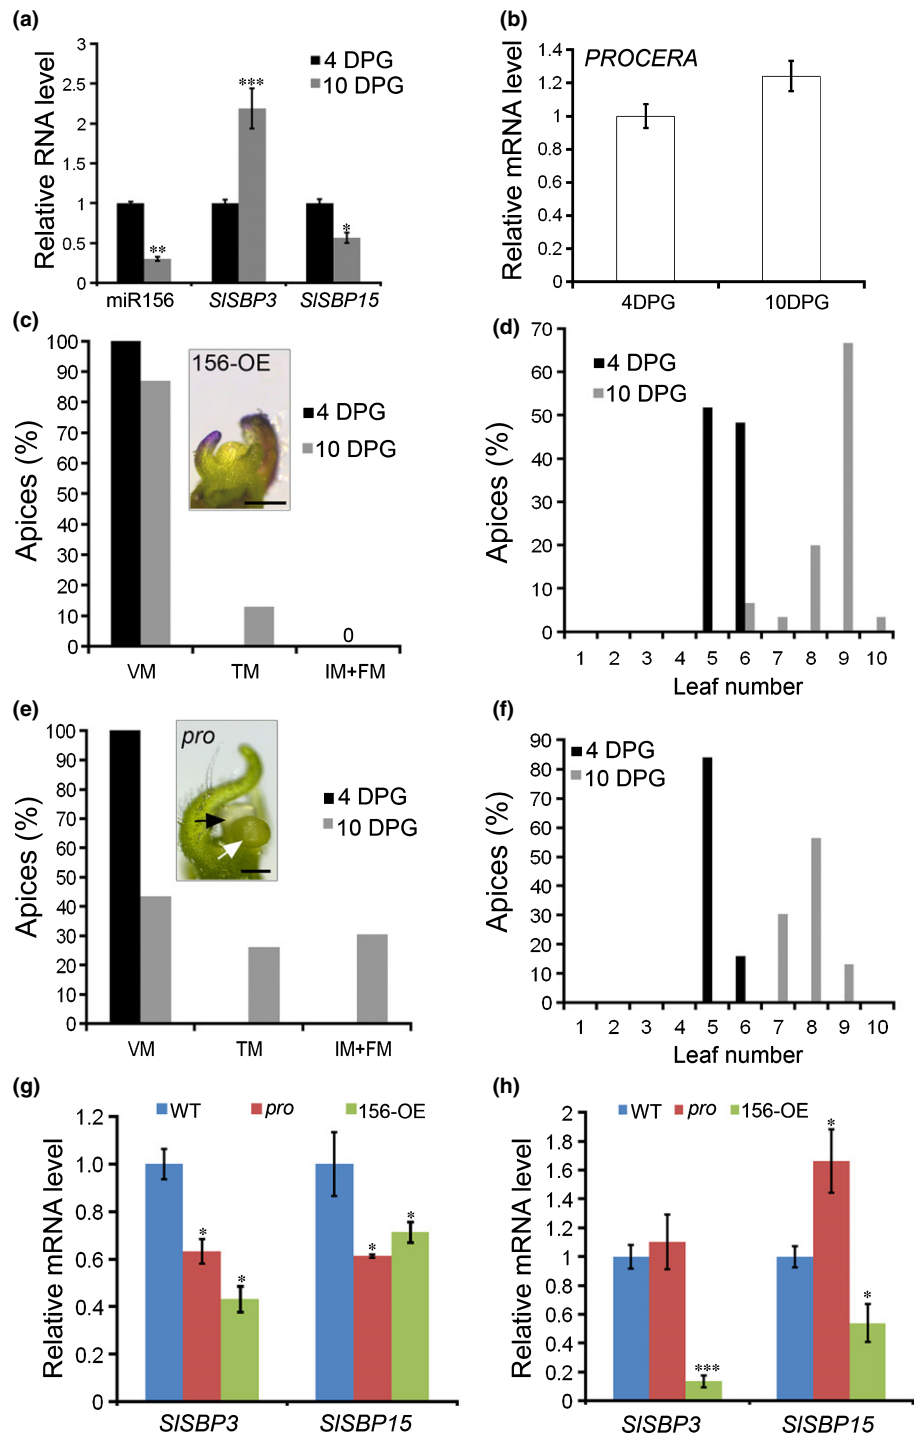 (a)
Relative RNA level
3
2.5
2
1.5
1
0.5
0
4 DPG
10 DPG
**
***
*
miR156
SlSBP3
SlSBP15
(b)
Relative mRNA level
1.4
1.2
1
0.8
0.6
0.4
0.2
0
PROCERA
4DPG
10DPG
(c)
Apices (%)
100
90
80
70
60
50
40
30
20
10
0
156-OE
4 DPG
10 DPG
0
VM
TM
IM+FM
(d)
Apices (%)
70
60
50
40
30
20
10
0
4 DPG
10 DPG
1 2 3 4 5 6 7 8 9 10
Leaf number
(e)
Apices (%)
100
90
80
70
60
50
40
30
20
10
0
pro
4 DPG
10 DPG
VM
TM
IM+FM
(f)
Apices (%)
90
80
70
60
50
40
30
20
10
0
4 DPG
10 DPG
1 2 3 4 5 6 7 8 9 10
Leaf number
(g)
Relative mRNA level
1.2
1.0
0.8
0.6
0.4
0.2
0
WT
pro
156-OE
*
*
*
*
SlSBP3
SlSBP15
(h)
Relative mRNA level
2
1.8
1.6
1.4
1.2
1
0.8
0.6
0.4
0.2
0
WT
pro
156-OE
***
*
*
SlSBP3
SlSBP15